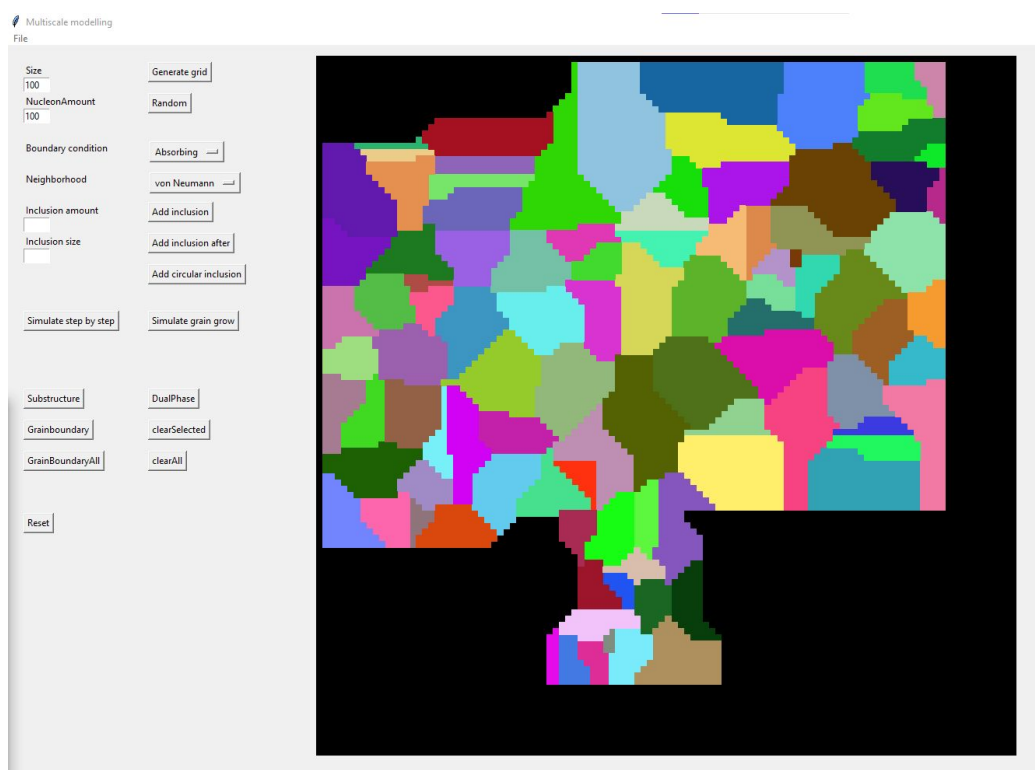 Multiscale modelling
File
Size
100
Generate grid
NucleonAmount
100
Random
Boundary condition
Absorbing
Neighborhood
von Neumann
Inclusion amount
Add inclusion
Inclusion size
Add inclusion after
Add circular inclusion
Simulate step by step
Simulate grain grow
Substructure
DualPhase
Grainboundary
clearSelected
GrainBoundaryAll
clearAll
Reset